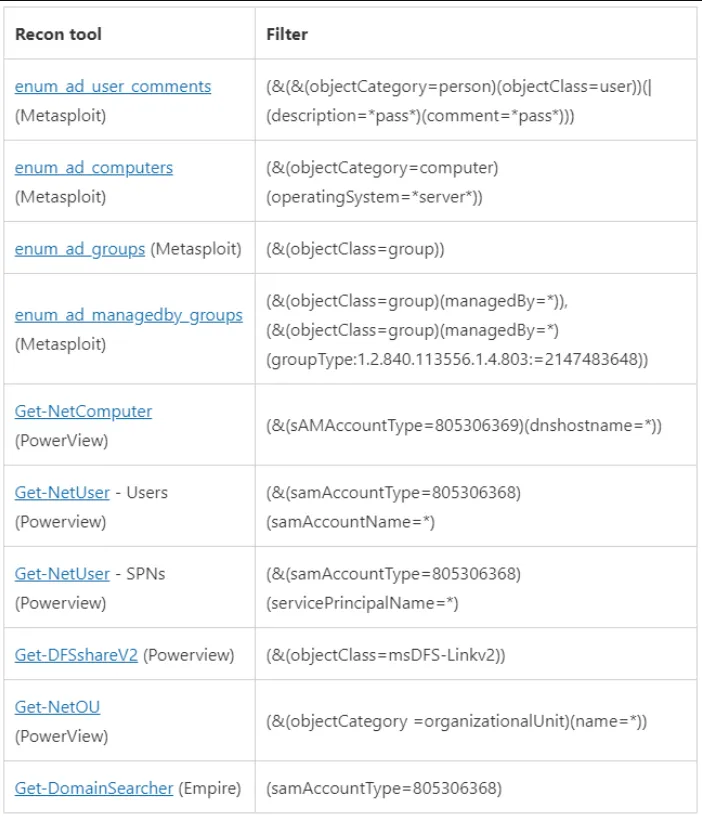 Recon tool
Filter
enum_ad_user_comments
(Metasploit)
(&(&(objectCategory=person)(objectClass=user))(|
(description=*pass*)(comment=*pass*)))
enum_ad_computers
(Metasploit)
(&(objectCategory=computer)
(operatingSystem=*server*))
enum_ad_groups (Metasploit)
(&(objectClass=group))
enum_ad_managedby_groups
(Metasploit)
(&(objectClass=group)(managedBy=*)),
(&(objectClass=group)(managedBy=*)
(groupType:1.2.840.113556.1.4.803:=2147483648))
Get-NetComputer
(PowerView)
(&(sAMAccountType=805306369)(dnshostname=*))
Get-NetUser - Users
(Powerview)
(&(samAccountType=805306368)
(samAccountName=*)
Get-NetUser - SPNs
(Powerview)
(&(samAccountType=805306368)
(servicePrincipalName=*)
Get-DFSshareV2 (Powerview)
(&(objectClass=msDFS-Linkv2))
Get-NetOU
(PowerView)
(&(objectCategory =organizationalUnit)(name=*))
Get-DomainSearcher (Empire)
(samAccountType=805306368)